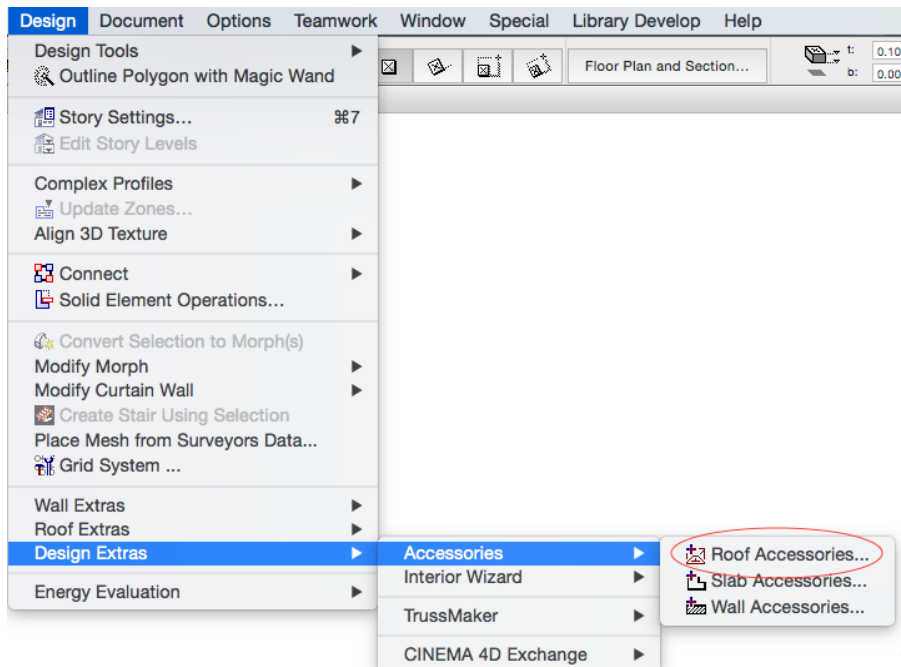 Design Document Options Teamwork Window Special Library Develop Help
Design Tools
Outline Polygon with Magic Wand
Floor Plan and Section...
t: 0.10
b: 0.00
Story Settings... ⌘7
Edit Story Levels
Complex Profiles
Update Zones...
Align 3D Texture
Connect
Solid Element Operations...
Convert Selection to Morph(s)
Modify Morph
Modify Curtain Wall
Create Stair Using Selection
Place Mesh from Surveyors Data...
Grid System ...
Wall Extras
Roof Extras
Design Extras
Energy Evaluation
Accessories
Interior Wizard
TrussMaker
CINEMA 4D Exchange
Roof Accessories...
Slab Accessories...
Wall Accessories...